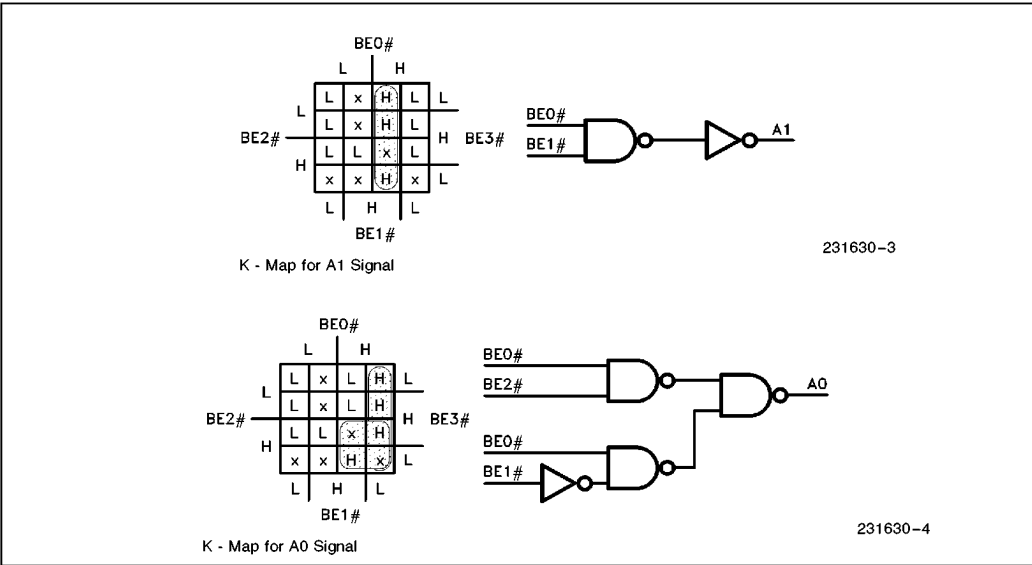 BE0#
L H
L x H L L
L
L x H L
BE2# H BE3#
L L x L
H
x x H x L
L H L
BE1#
K - Map for A1 Signal
BE0#
BE1#
A1
231630-3
BE0#
L H
L x L H L
L
L x L H
BE2# H BE3#
L L x H
H
x x H x L
L H L
BE1#
K - Map for A0 Signal
BE0#
BE2#
BE0#
BE1#
A0
231630-4